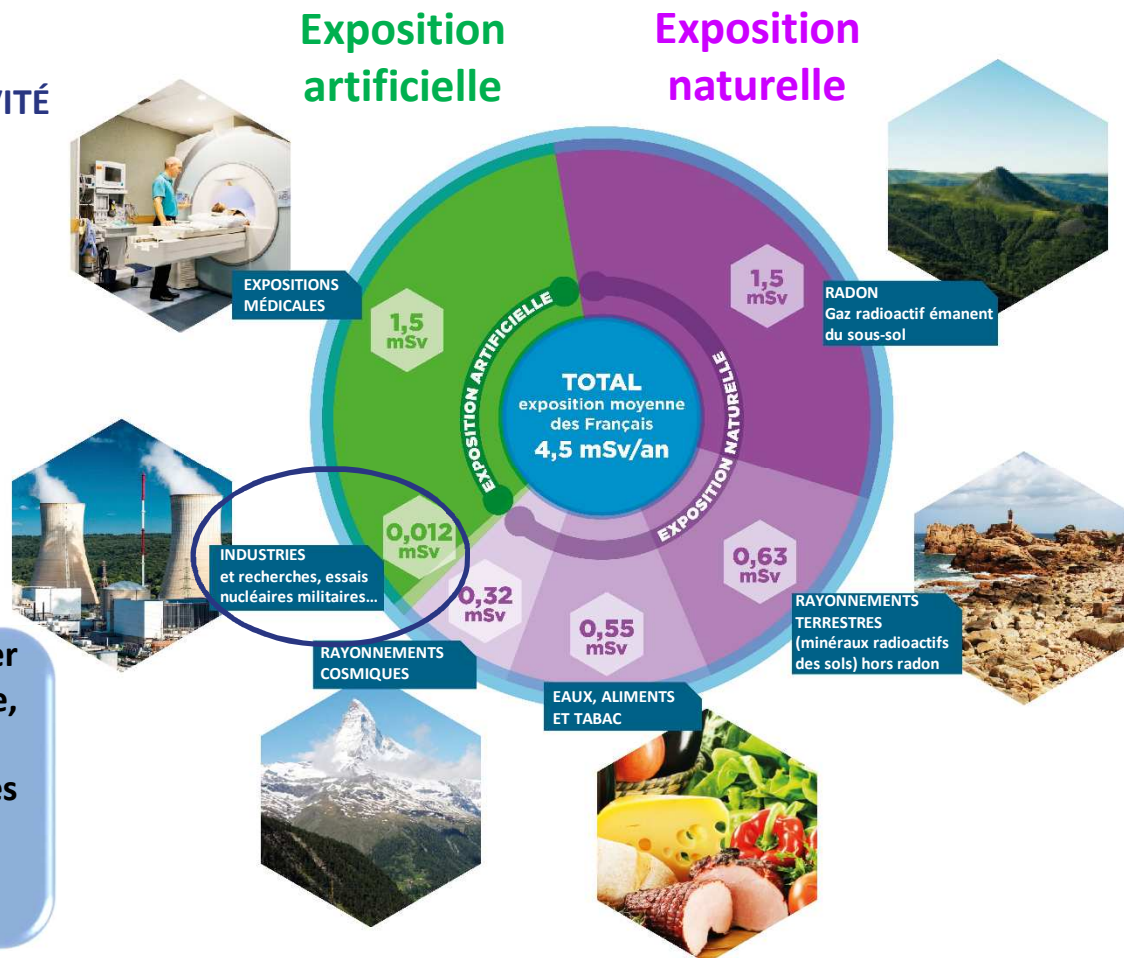 Exposition
artificielle
Exposition
naturelle
EXPOSITIONS
MÉDICALES
1,5
mSv
1,5
mSv
RADON
Gaz radioactif émanent
du sous-sol
EXPOSITION ARTIFICIELLE
EXPOSITION NATURELLE
TOTAL
exposition moyenne
des Français
4,5 mSv/an
0,012
mSv
INDUSTRIES
et recherches, essais
nucléaires militaires...
0,32
mSv
0,55
mSv
0,63
mSv
RAYONNEMENTS
TERRESTRES
(minéraux radioactifs
des sols) hors radon
RAYONNEMENTS
COSMIQUES
EAUX, ALIMENTS
ET TABAC